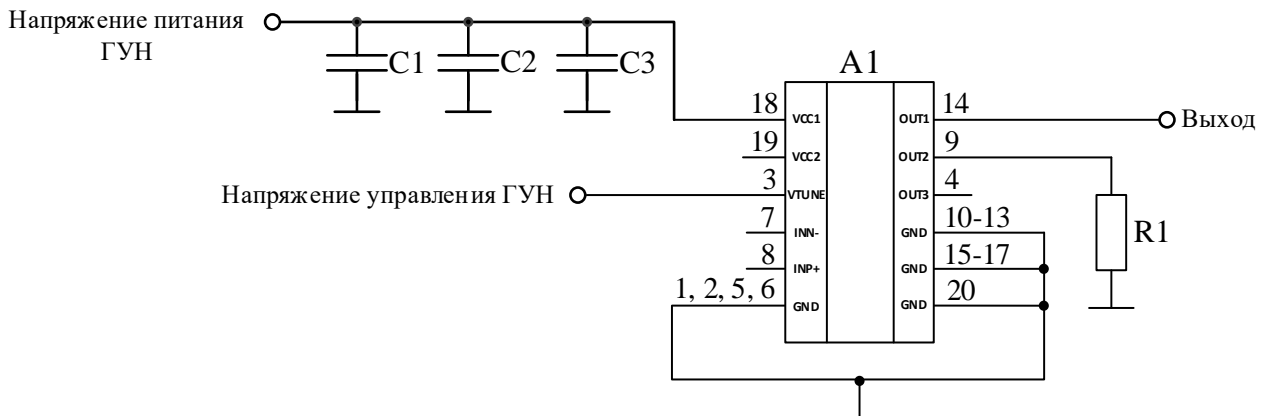 Напряжение питания
ГУН
C1
C2
C3
A1
18
VCC1
OUT1
14
Выход
19
VCC2
OUT2
9
Напряжение управления ГУН
3
VTUNE
OUT3
4
7
INN-
GND
10-13
R1
8
INP+
GND
15-17
1, 2, 5, 6
GND
GND
20